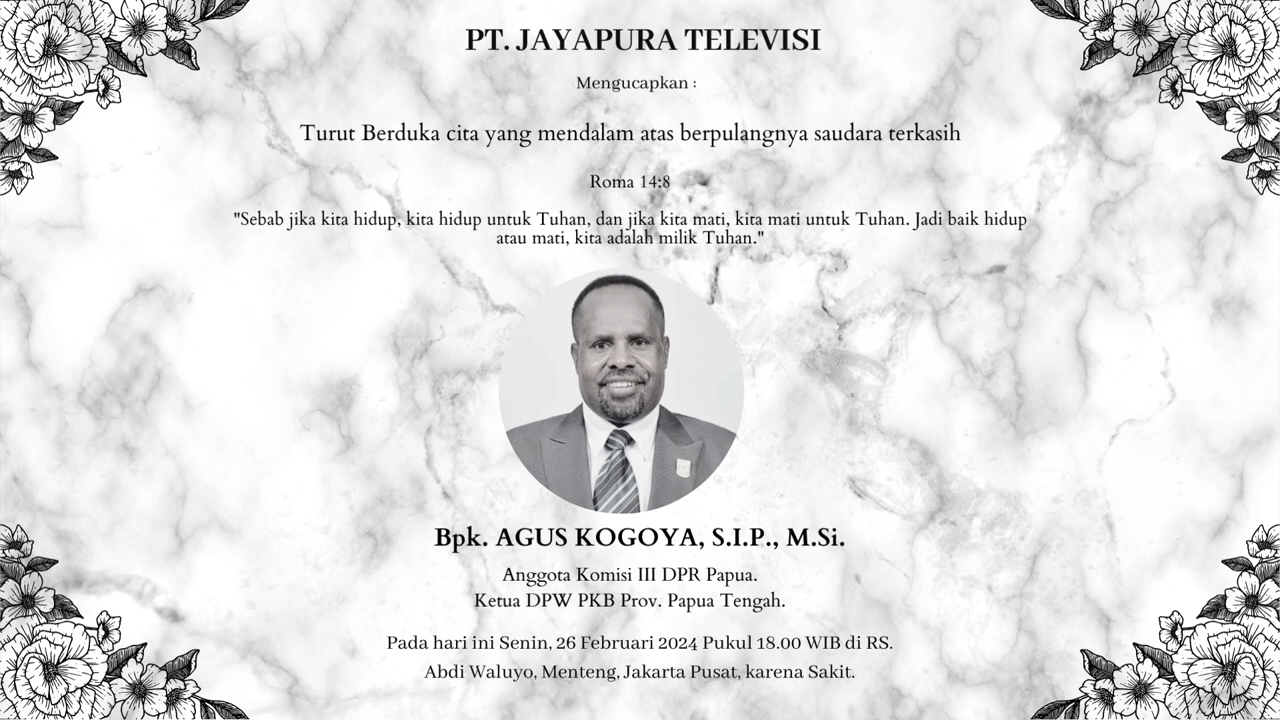 PT. JAYAPURA TELEVISI
Mengucapkan :
Turut Berduka cita yang mendalam atas berpulangnya saudara terkasih
Roma 14:8
"Sebab jika kita hidup, kita hidup untuk Tuhan, dan jika kita mati, kita mati untuk Tuhan. Jadi baik hidup
atau mati, kita adalah milik Tuhan."
Bpk. AGUS KOGOYA, S.I.P., M.Si.
Anggota Komisi III DPR Papua.
Ketua DPW PKB Prov. Papua Tengah.
Pada hari ini Senin, 26 Februari 2024 Pukul 18.00 WIB di RS.
Abdi Waluyo, Menteng, Jakarta Pusat, karena Sakit.